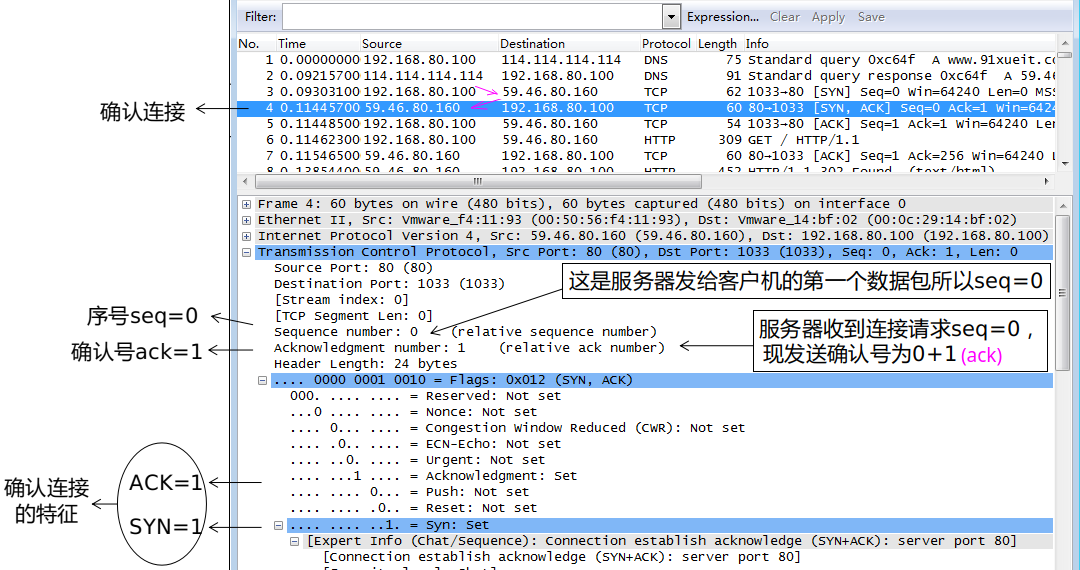 Filter: Expression... Clear Apply Save
No. Time Source Destination Protocol Length Info
1 0.00000000 192.168.80.100 114.114.114.114 DNS 75 Standard query 0xc64f A www.91xueit.co
2 0.09215700 114.114.114.114 192.168.80.100 DNS 91 Standard query response 0xc64f A 59.46
3 0.09303100 192.168.80.100 59.46.80.160 TCP 62 1033→80 [SYN] Seq=0 Win=64240 Len=0 MSS
确认连接
4 0.11445700 59.46.80.160 192.168.80.100 TCP 60 80→1033 [SYN, ACK] Seq=0 Ack=1 Win=6424
5 0.11448500 192.168.80.100 59.46.80.160 TCP 54 1033→80 [ACK] Seq=1 Ack=1 Win=64240 Len
6 0.11462300 192.168.80.100 59.46.80.160 HTTP 309 GET / HTTP/1.1
7 0.11546500 59.46.80.160 192.168.80.100 TCP 60 80→1033 [ACK] Seq=1 Ack=256 Win=64240 L
Frame 4: 60 bytes on wire (480 bits), 60 bytes captured (480 bits) on interface 0
Ethernet II, Src: Vmware_f4:11:93 (00:50:56:f4:11:93), Dst: Vmware_14:bf:02 (00:0c:29:14:bf:02)
Internet Protocol Version 4, Src: 59.46.80.160 (59.46.80.160), Dst: 192.168.80.100 (192.168.80.100)
Transmission Control Protocol, Src Port: 80 (80), Dst Port: 1033 (1033), Seq: 0, Ack: 1, Len: 0
Source Port: 80 (80)
Destination Port: 1033 (1033)
这是服务器发给客户机的第一个数据包所以seq=0
[Stream index: 0]
[TCP Segment Len: 0]
序号seq=0
Sequence number: 0 (relative sequence number)
服务器收到连接请求seq=0，
现发送确认号为0+1 (ack)
确认号ack=1
Acknowledgment number: 1 (relative ack number)
Header Length: 24 bytes
.... 0000 0001 0010 = Flags: 0x012 (SYN, ACK)
000. .... .... = Reserved: Not set
...0 .... .... = Nonce: Not set
.... 0... .... = Congestion Window Reduced (CWR): Not set
.... .0.. .... = ECN-Echo: Not set
.... ..0. .... = Urgent: Not set
.... ...1 .... = Acknowledgment: Set
.... .... 0... = Push: Not set
.... .... .0.. = Reset: Not set
.... .... ..1. = Syn: Set
确认连接
的特征
ACK=1
SYN=1
[Expert Info (Chat/Sequence): Connection establish acknowledge (SYN+ACK): server port 80]
[Connection establish acknowledge (SYN+ACK): server port 80]